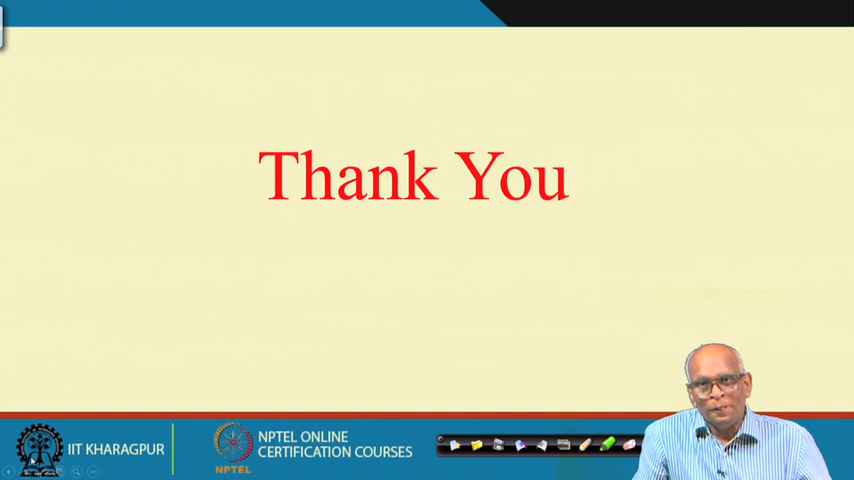 Thank You
IIT KHARAGPUR
NPTEL
NPTEL ONLINE
CERTIFICATION COURSES